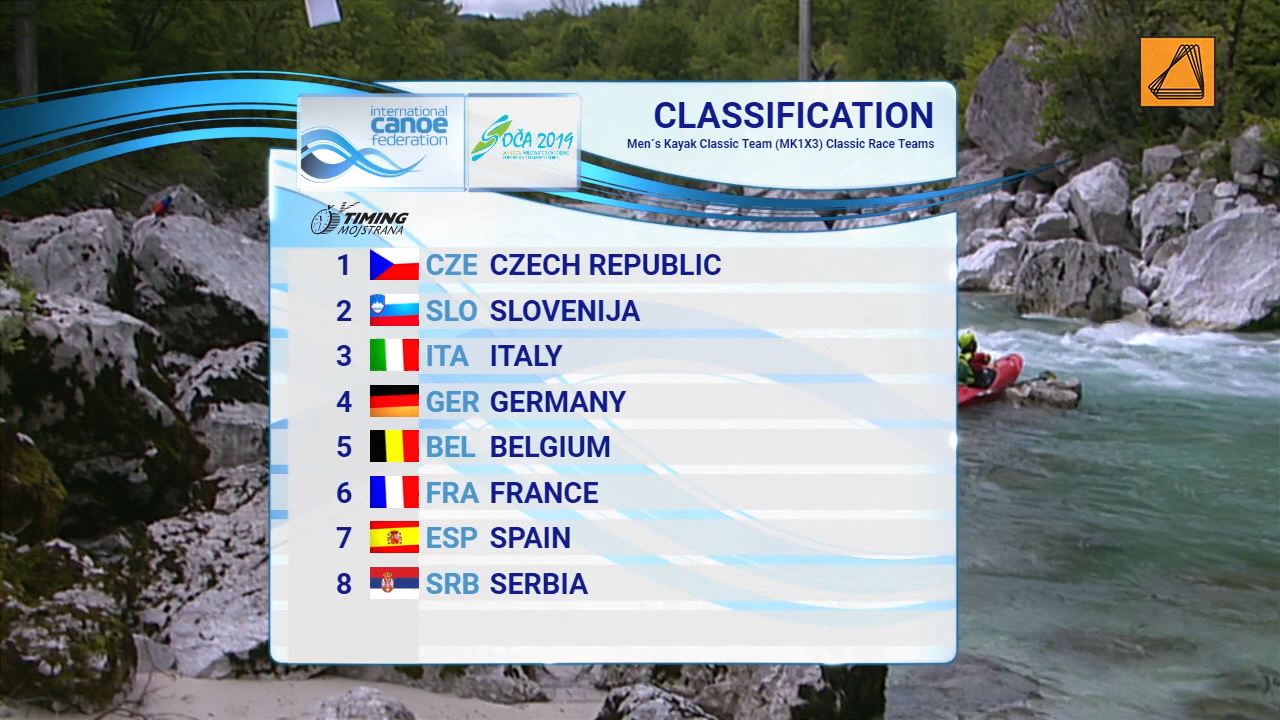 international
canoe
federation
SOČA 2019
CLASSIFICATION
Men´s Kayak Classic Team (MK1X3) Classic Race Teams
TIMING
MOJSTRANA
1 CZE CZECH REPUBLIC
2 SLO SLOVENIJA
3 ITA ITALY
4 GER GERMANY
5 BEL BELGIUM
6 FRA FRANCE
7 ESP SPAIN
8 SRB SERBIA